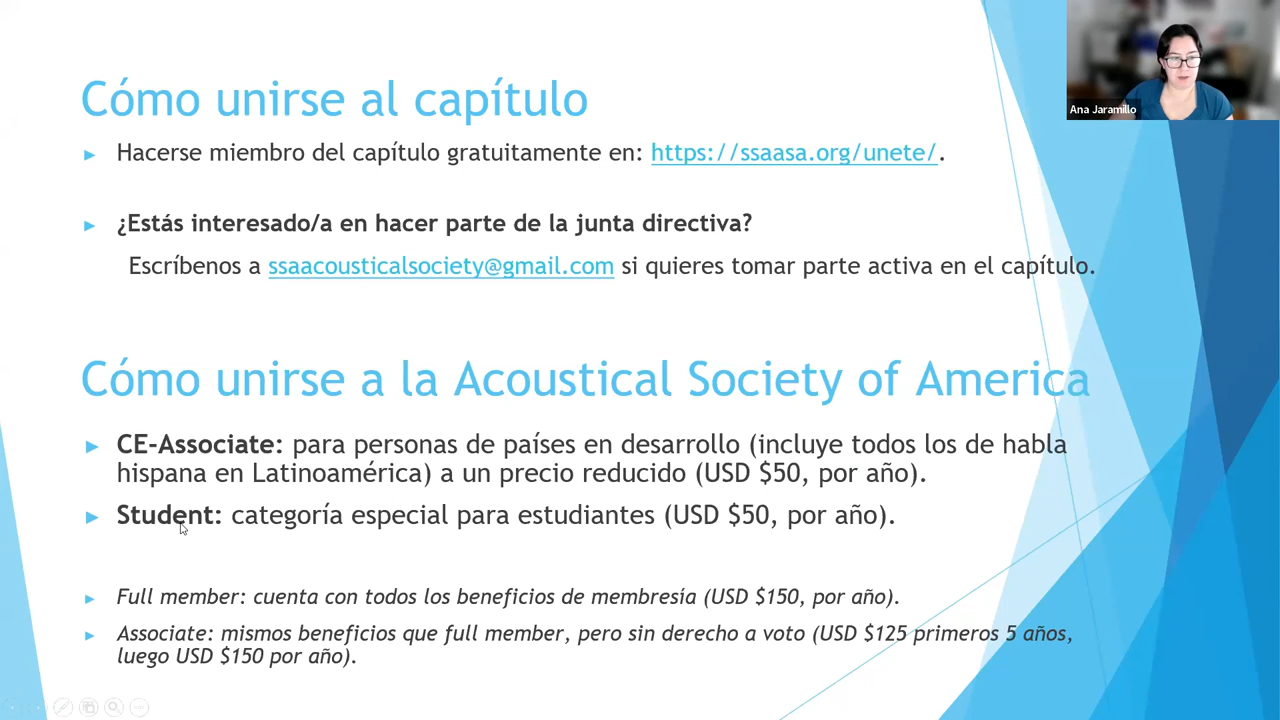 Cómo unirse al capítulo
Ana Jaramillo
Hacerse miembro del capítulo gratuitamente en: https://ssaasa.org/unete/.
¿Estás interesado/a en hacer parte de la junta directiva?
Escríbenos a ssaacousticalsociety@gmail.com si quieres tomar parte activa en el capítulo.
Cómo unirse a la Acoustical Society of America
CE-Associate: para personas de países en desarrollo (incluye todos los de habla
hispana en Latinoamérica) a un precio reducido (USD $50, por año).
Student: categoría especial para estudiantes (USD $50, por año).
Full member: cuenta con todos los beneficios de membresía (USD $150, por año).
Associate: mismos beneficios que full member, pero sin derecho a voto (USD $125 primeros 5 años,
luego USD $150 por año).